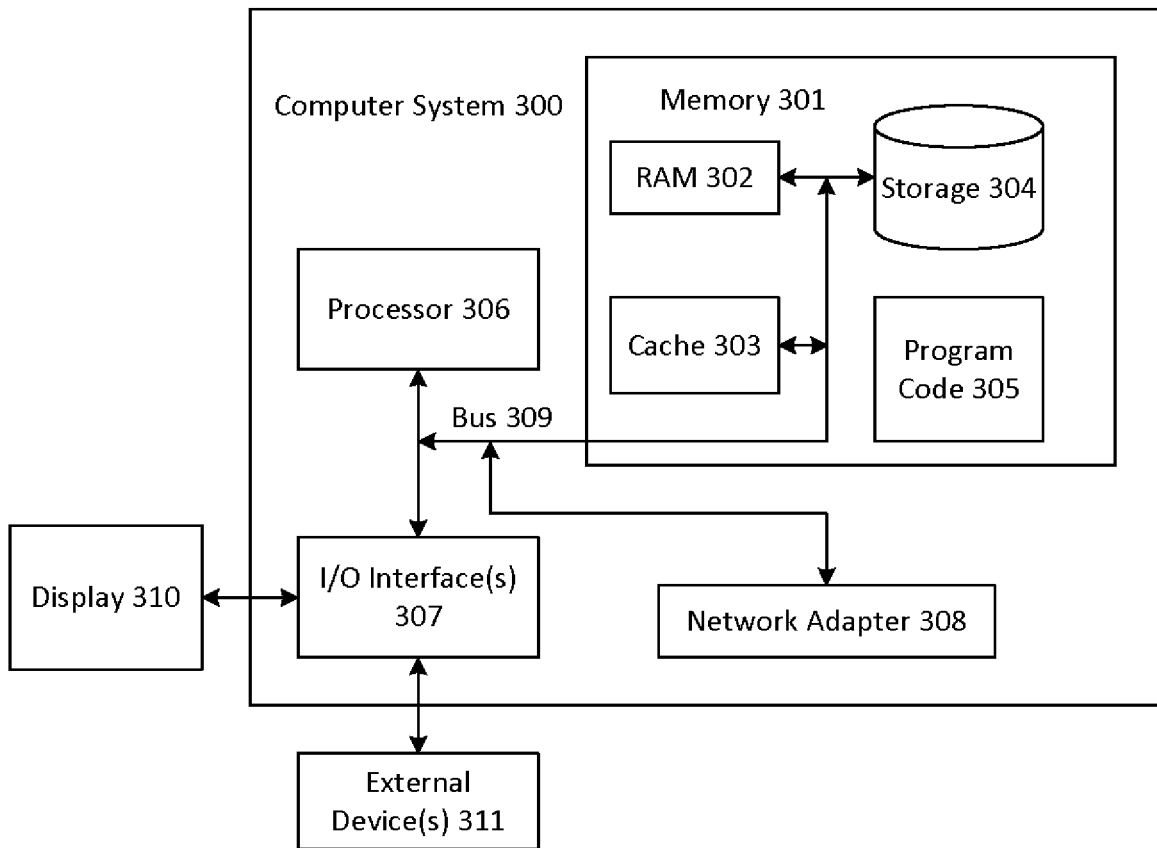 Computer System 300
Memory 301
RAM 302
Storage 304
Processor 306
Cache 303
Program
Code 305
Bus 309
Display 310
I/O Interface(s)
307
Network Adapter 308
External
Device(s) 311